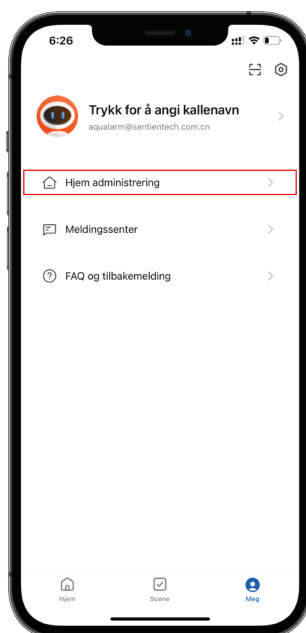 6:26
Trykk for å angi kallenavn
aqualarm@sentientech.com.cn
Hjem administrering
Meldingssenter
FAQ og tilbakemelding
Hjem
Scene
Meg